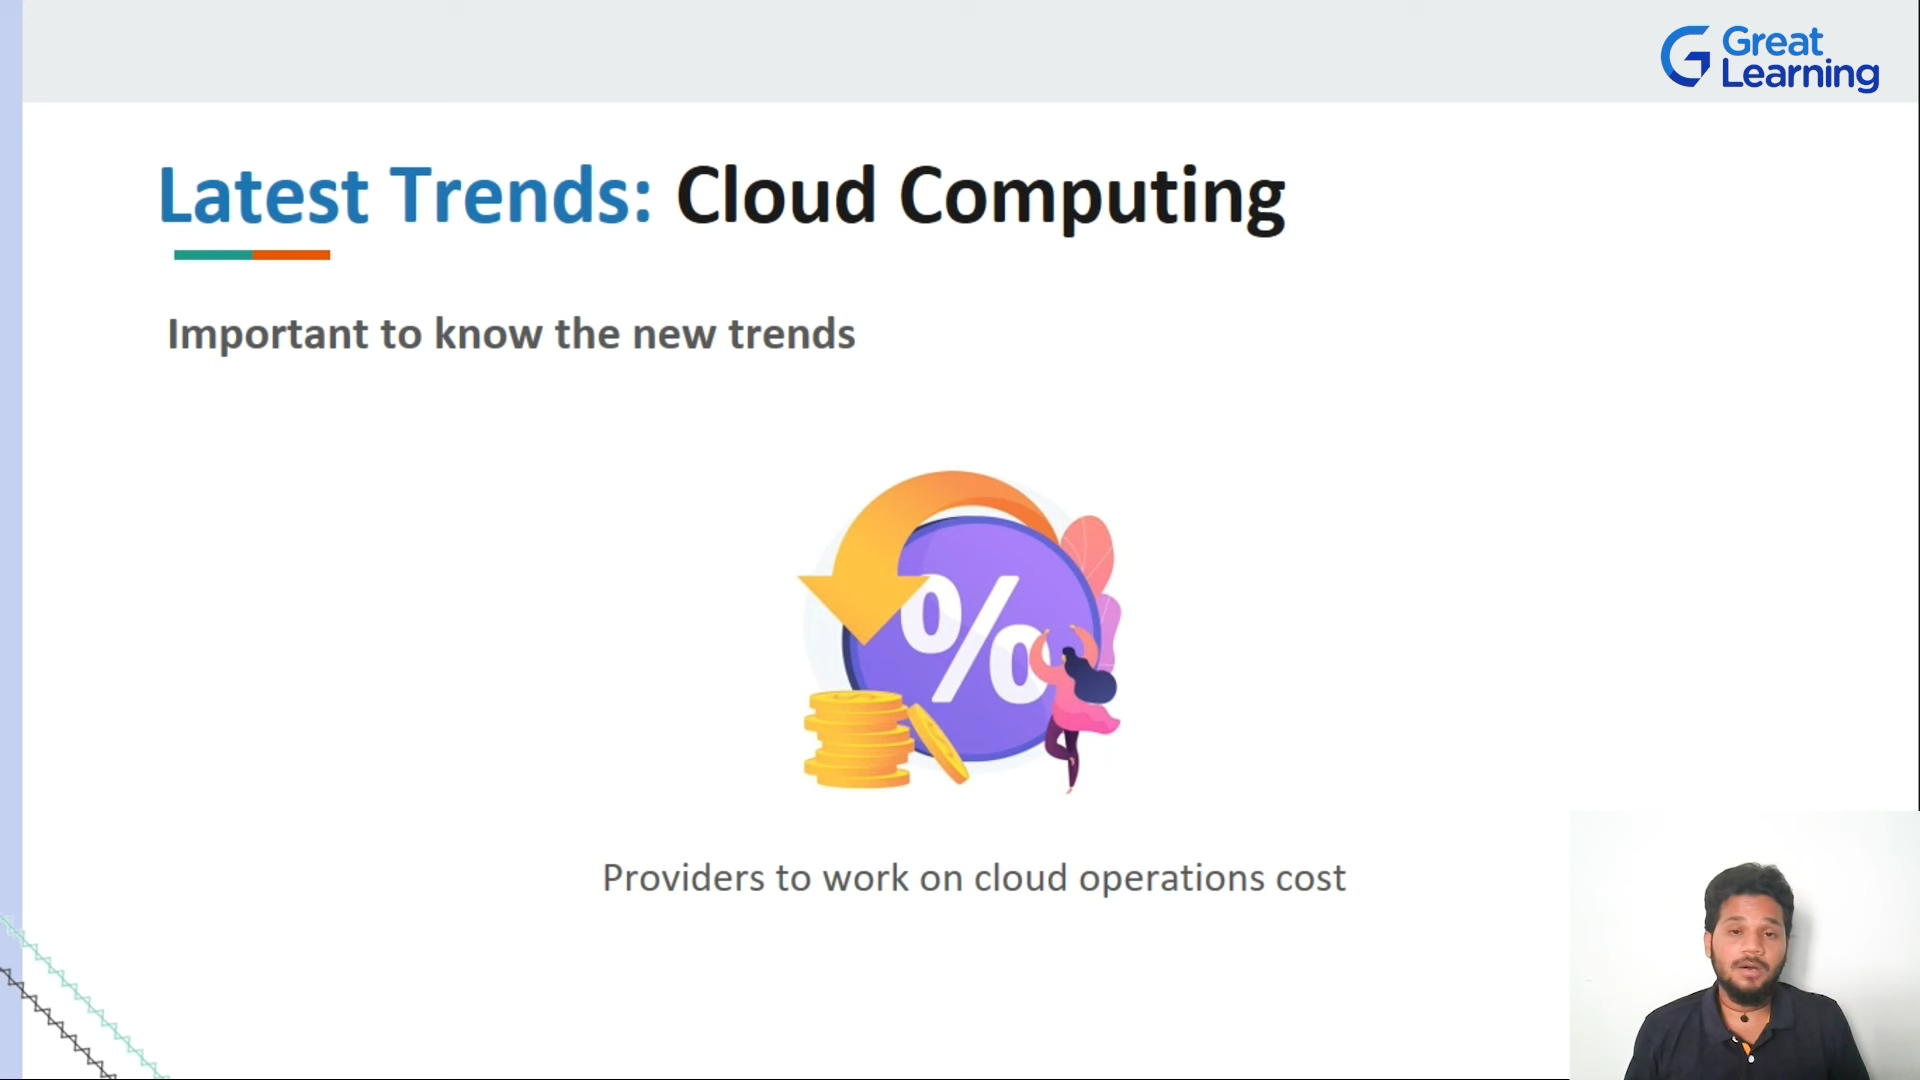 Great
Learning
Latest Trends: Cloud Computing
Important to know the new trends
%
Providers to work on cloud operations cost